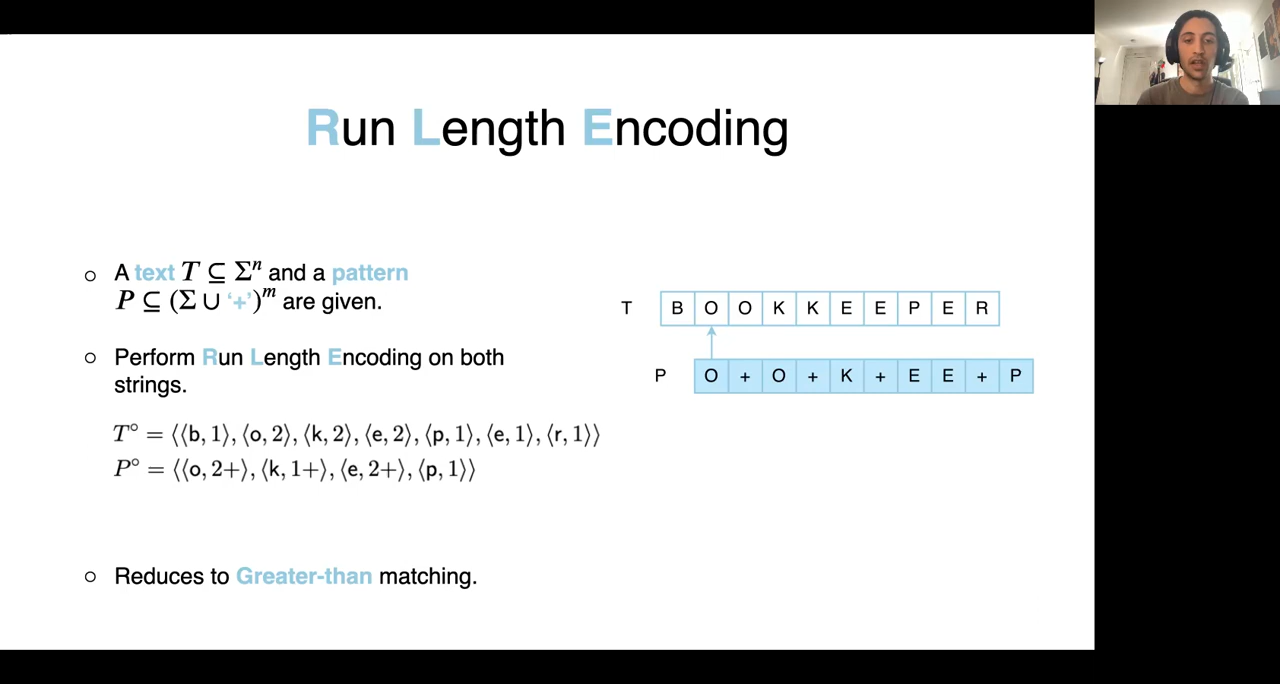 Run Length Encoding
A text T ⊆ Σⁿ and a pattern
P ⊆ (Σ ∪ ‘+’)ᵐ are given.
Perform Run Length Encoding on both
strings.
T° = ⟨⟨b, 1⟩, ⟨o, 2⟩, ⟨k, 2⟩, ⟨e, 2⟩, ⟨p, 1⟩, ⟨e, 1⟩, ⟨r, 1⟩⟩
P° = ⟨⟨o, 2+⟩, ⟨k, 1+⟩, ⟨e, 2+⟩, ⟨p, 1⟩⟩
Reduces to Greater-than matching.
T B O O K K E E P E R
P O + O + K + E E + P